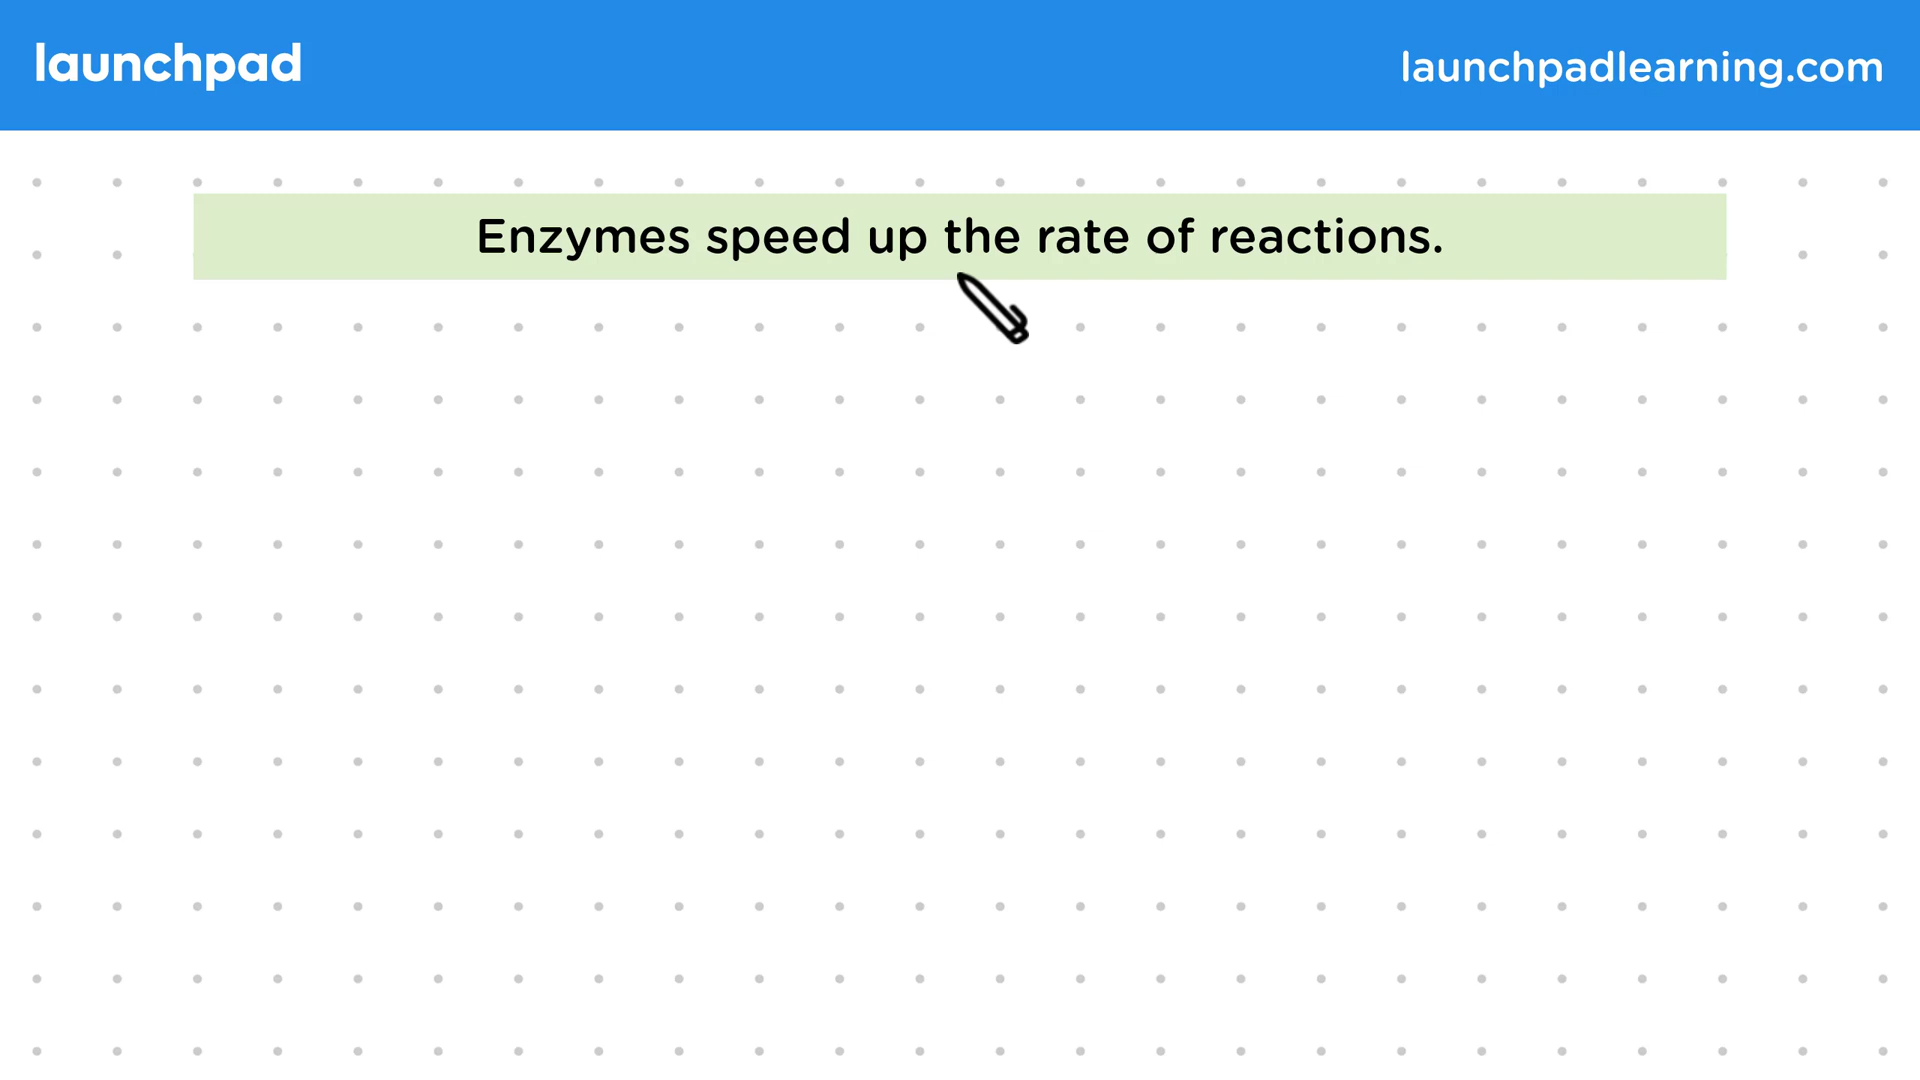 launchpad
launchpadlearning.com
Enzymes speed up the rate of reactions.